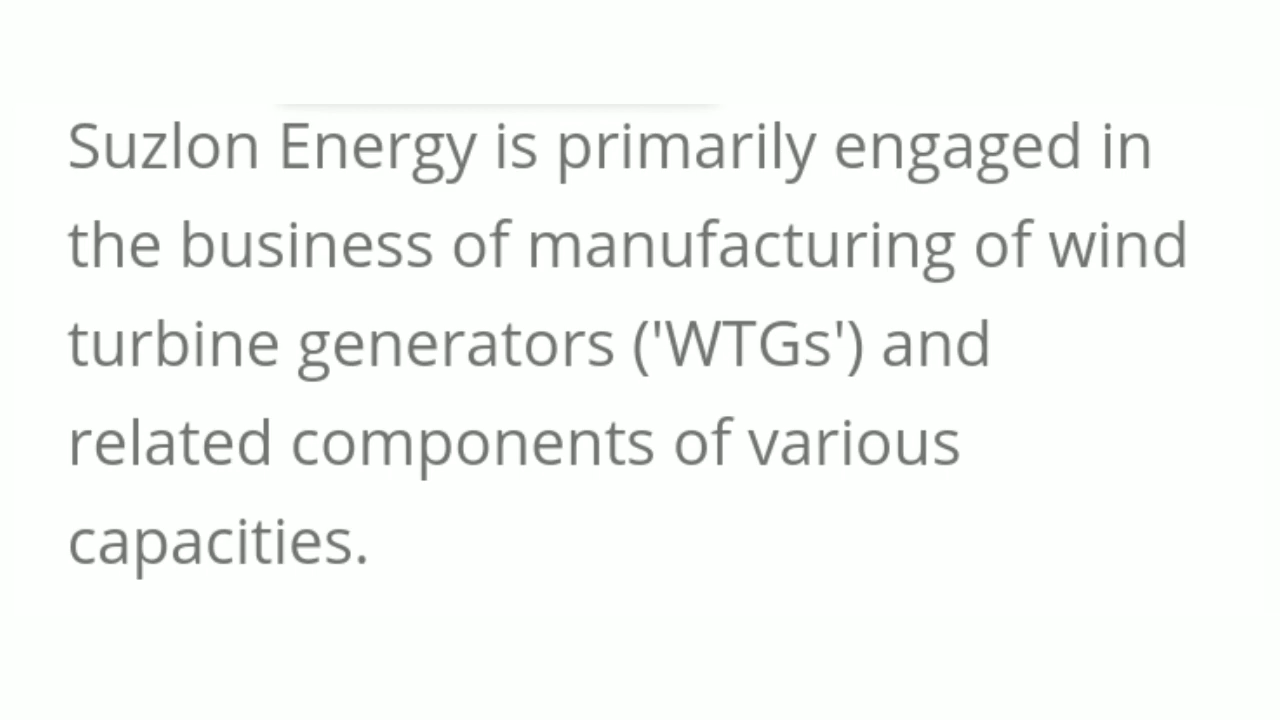 Suzlon Energy is primarily engaged in
the business of manufacturing of wind
turbine generators ('WTGs') and
related components of various
capacities.